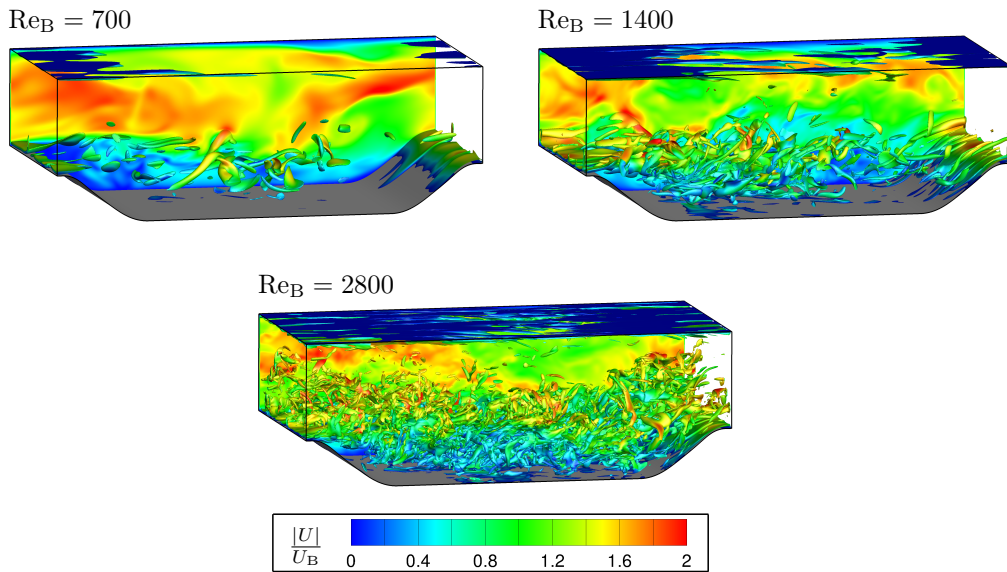 Re_B = 700
Re_B = 1400
Re_B = 2800
|U|
U_B
0 0.4 0.8 1.2 1.6 2